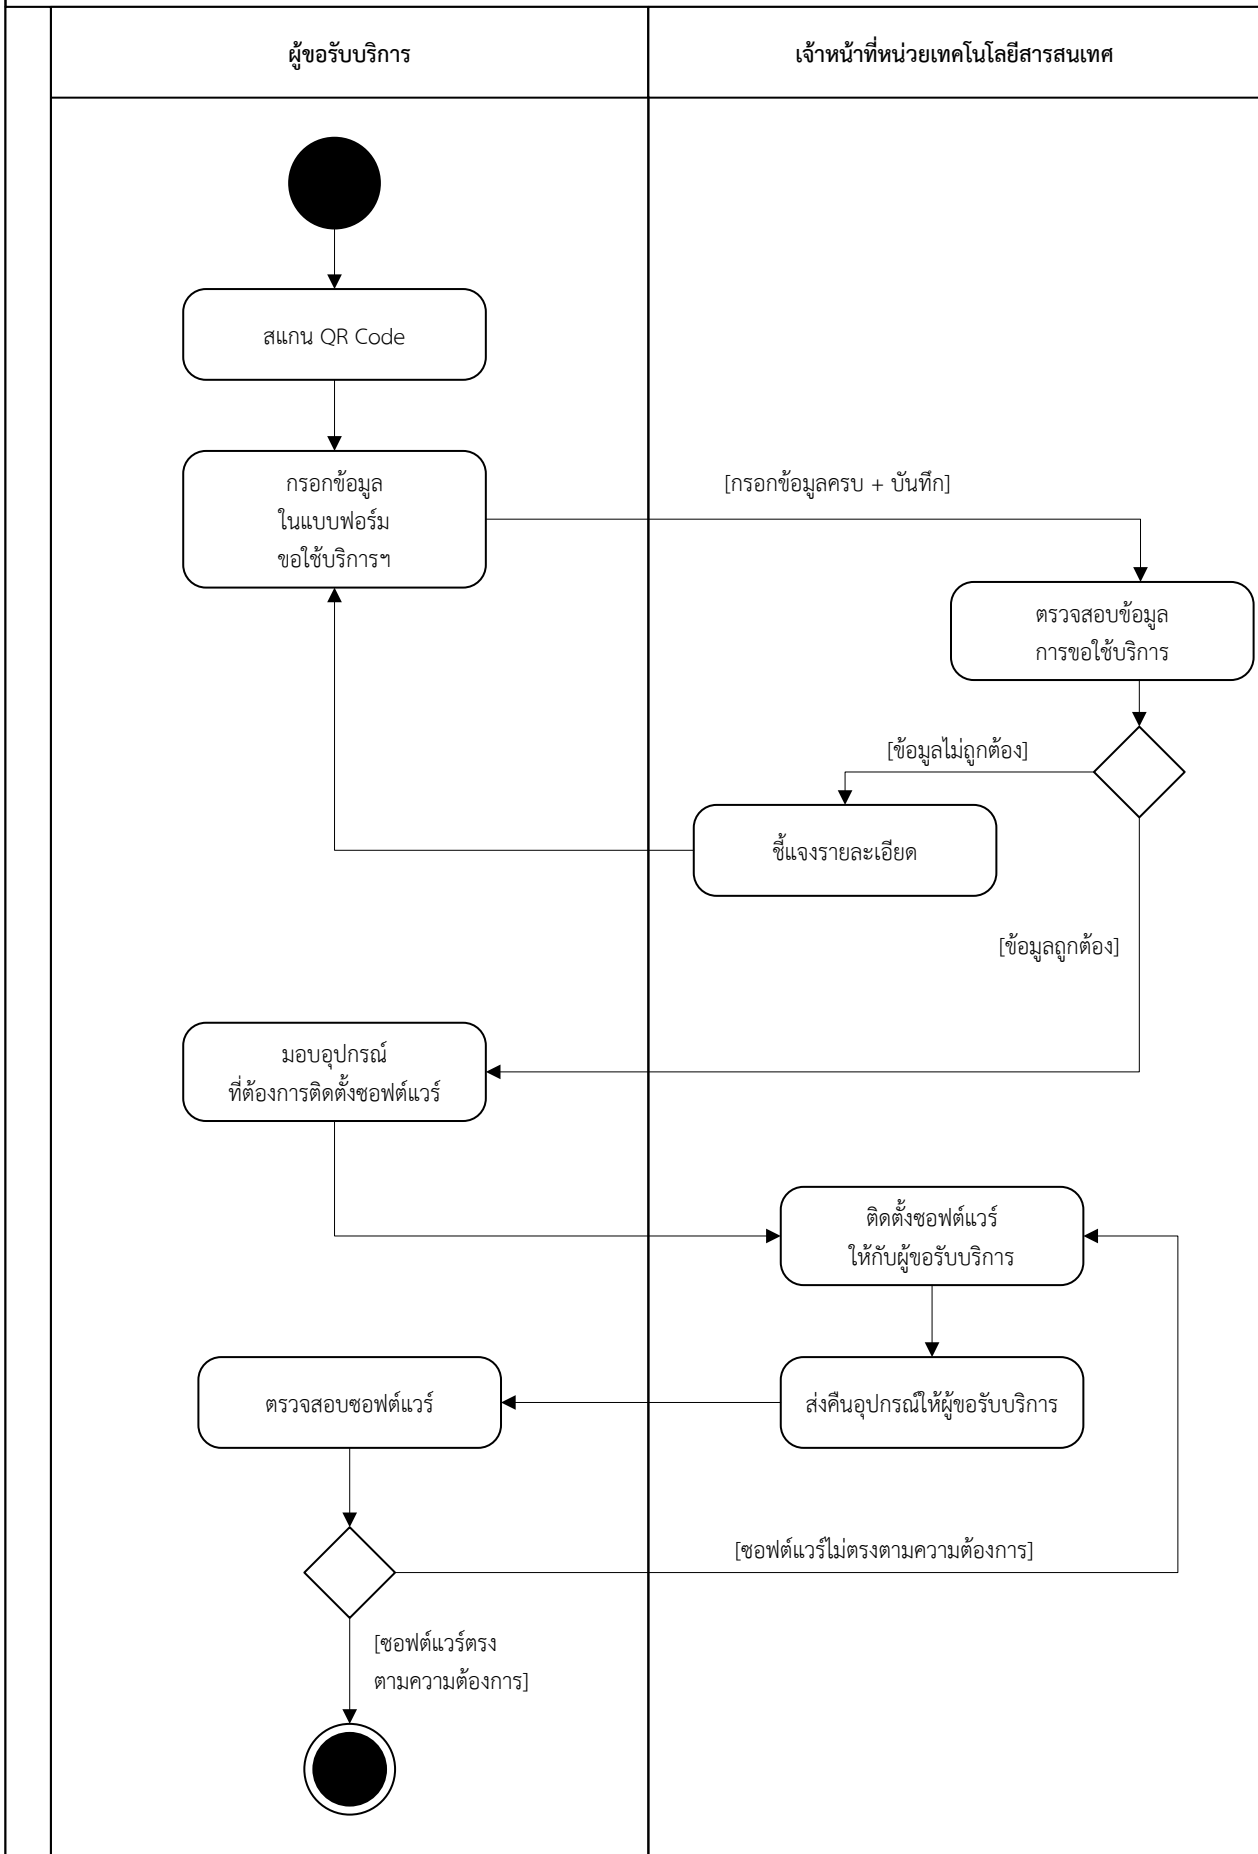 ผู้ขอรับบริการ
เจ้าหน้าที่หน่วยเทคโนโลยีสารสนเทศ
สแกน QR Code
กรอกข้อมูล
ในแบบฟอร์ม
ขอใช้บริการฯ
[กรอกข้อมูลครบ + บันทึก]
ตรวจสอบข้อมูล
การขอใช้บริการ
[ข้อมูลไม่ถูกต้อง]
ชี้แจงรายละเอียด
[ข้อมูลถูกต้อง]
มอบอุปกรณ์
ที่ต้องการติดตั้งซอฟต์แวร์
ติดตั้งซอฟต์แวร์
ให้กับผู้ขอรับบริการ
ตรวจสอบซอฟต์แวร์
ส่งคืนอุปกรณ์ให้ผู้ขอรับบริการ
[ซอฟต์แวร์ไม่ตรงตามความต้องการ]
[ซอฟต์แวร์ตรง
ตามความต้องการ]